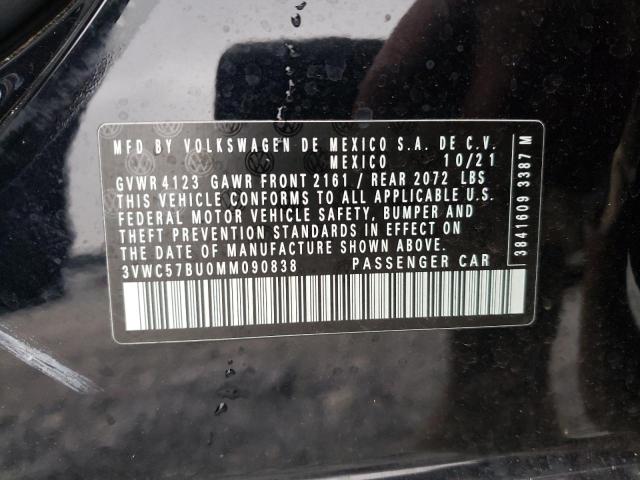 MFD BY VOLKSWAGEN DE MEXICO S.A. DE C.V.
MEXICO 10/21
GVWR 4123 GAWR FRONT 2161 / REAR 2072 LBS
THIS VEHICLE CONFORMS TO ALL APPLICABLE U.S.
FEDERAL MOTOR VEHICLE SAFETY, BUMPER AND
THEFT PREVENTION STANDARDS IN EFFECT ON
THE DATE OF MANUFACTURE SHOWN ABOVE.
3VWC57BU0MM090838 PASSENGER CAR
3841609 3387 M